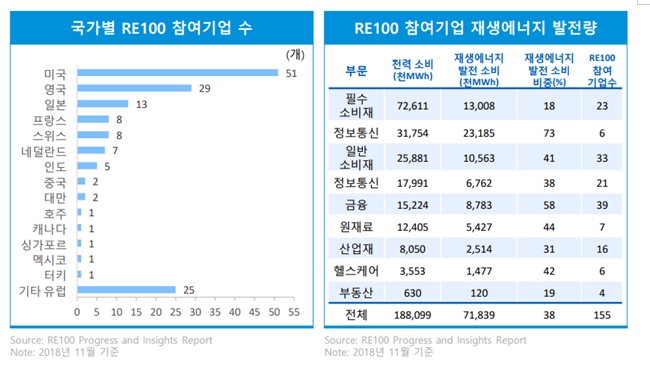 국가별 RE100 참여기업 수
(개)
미국 51
영국 29
일본 13
프랑스 8
스위스 8
네덜란드 7
인도 5
중국 2
대만 2
호주 1
캐나다 1
싱가포르 1
멕시코 1
터키 1
기타 유럽 25
0 5 10 15 20 25 30 35 40 45 50 55
Source: RE100 Progress and Insights Report
Note: 2018년 11월 기준
RE100 참여기업 재생에너지 발전량
부문 전력 소비 (천MWh) 재생에너지 발전 소비 (천MWh) 재생에너지 발전 소비 비중(%) RE100 참여 기업수
필수 소비재 72,611 13,008 18 23
정보통신 31,754 23,185 73 6
일반 소비재 25,881 10,563 41 33
정보통신 17,991 6,762 38 21
금융 15,224 8,783 58 39
원재료 12,405 5,427 44 7
산업재 8,050 2,514 31 16
헬스케어 3,553 1,477 42 6
부동산 630 120 19 4
전체 188,099 71,839 38 155
Source: RE100 Progress and Insights Report
Note: 2018년 11월 기준